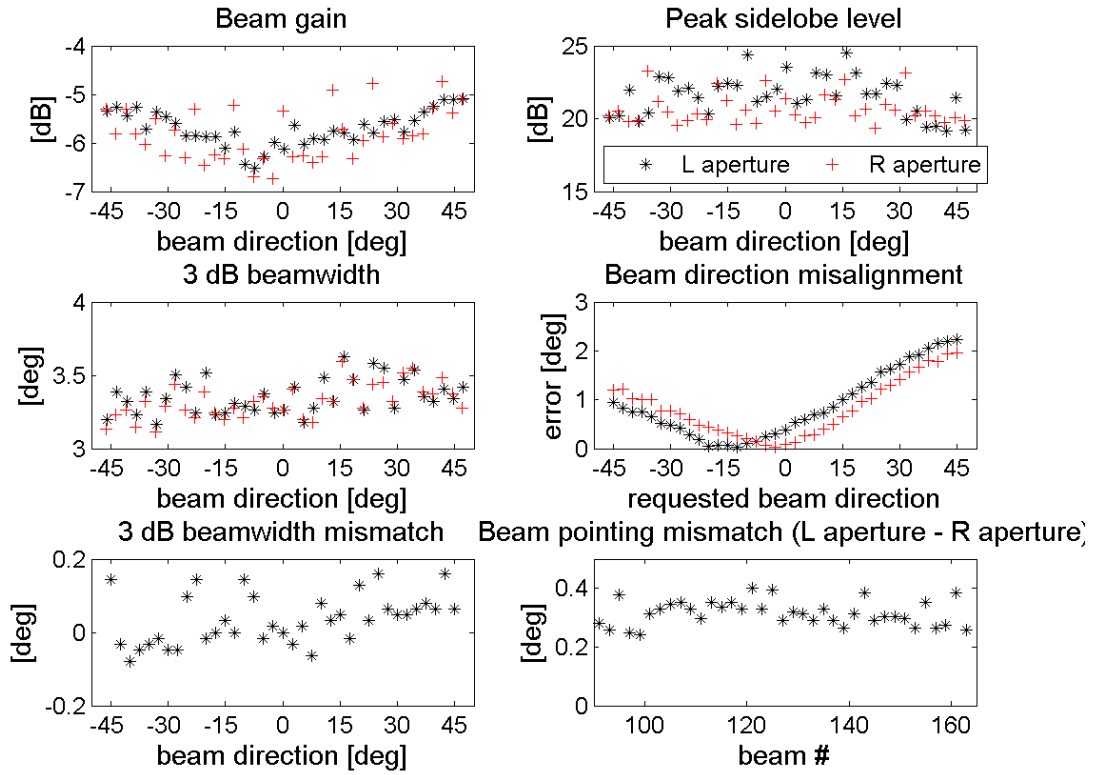 Beam gain
-4
-5
-6
-7
[dB]
-45 -30 -15 0 15 30 45
beam direction [deg]
Peak sidelobe level
25
20
15
[dB]
L aperture R aperture
-45 -30 -15 0 15 30 45
beam direction [deg]
3 dB beamwidth
4
3.5
3
[deg]
-45 -30 -15 0 15 30 45
beam direction [deg]
Beam direction misalignment
3
2
1
0
error [deg]
-45 -30 -15 0 15 30 45
requested beam direction
3 dB beamwidth mismatch
0.2
0
-0.2
[deg]
-45 -30 -15 0 15 30 45
beam direction [deg]
Beam pointing mismatch (L aperture - R aperture)
0.4
0.2
0
[deg]
100 120 140 160
beam #